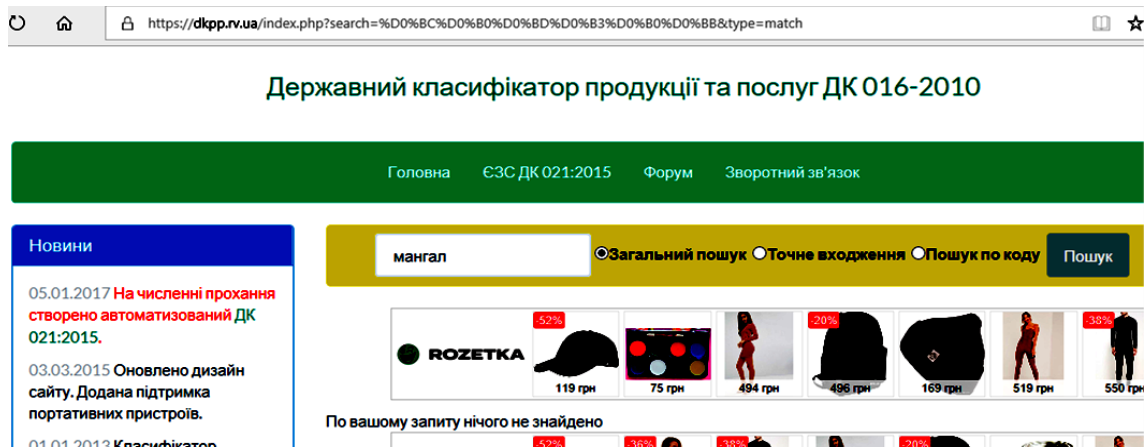 https://dkpp.rv.ua/index.php?search=%D0%BC%D0%B0%D0%BD%D0%B3%D0%B0%D0%BB&type=match
Державний класифікатор продукції та послуг ДК 016-2010
Головна ЄЗС ДК 021:2015 Форум Зворотний зв'язок
Новини
05.01.2017 На численні прохання
створено автоматизований ДК
021:2015.
03.03.2015 Оновлено дизайн
сайту. Додана підтримка
портативних пристроїв.
01.01.2013 Класифікатор
мангал Загальний пошук Точне входження Пошук по коду Пошук
ROZETKA
-52% -20% -38%
119 грн 75 грн 494 грн 496 грн 169 грн 519 грн 550 грн
По вашому запиту нічого не знайдено
-52% -36% -38% -20%